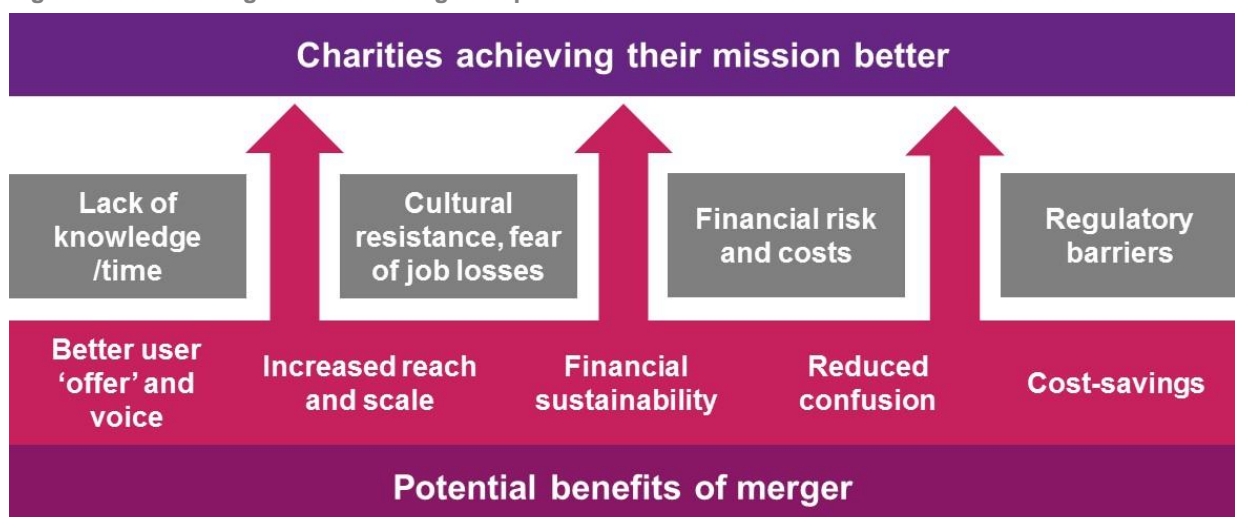 Charities achieving their mission better
Lack of
knowledge
/time
Cultural
resistance, fear
of job losses
Financial risk
and costs
Regulatory
barriers
Better user
‘offer’ and
voice
Increased reach
and scale
Financial
sustainability
Reduced
confusion
Cost-savings
Potential benefits of merger